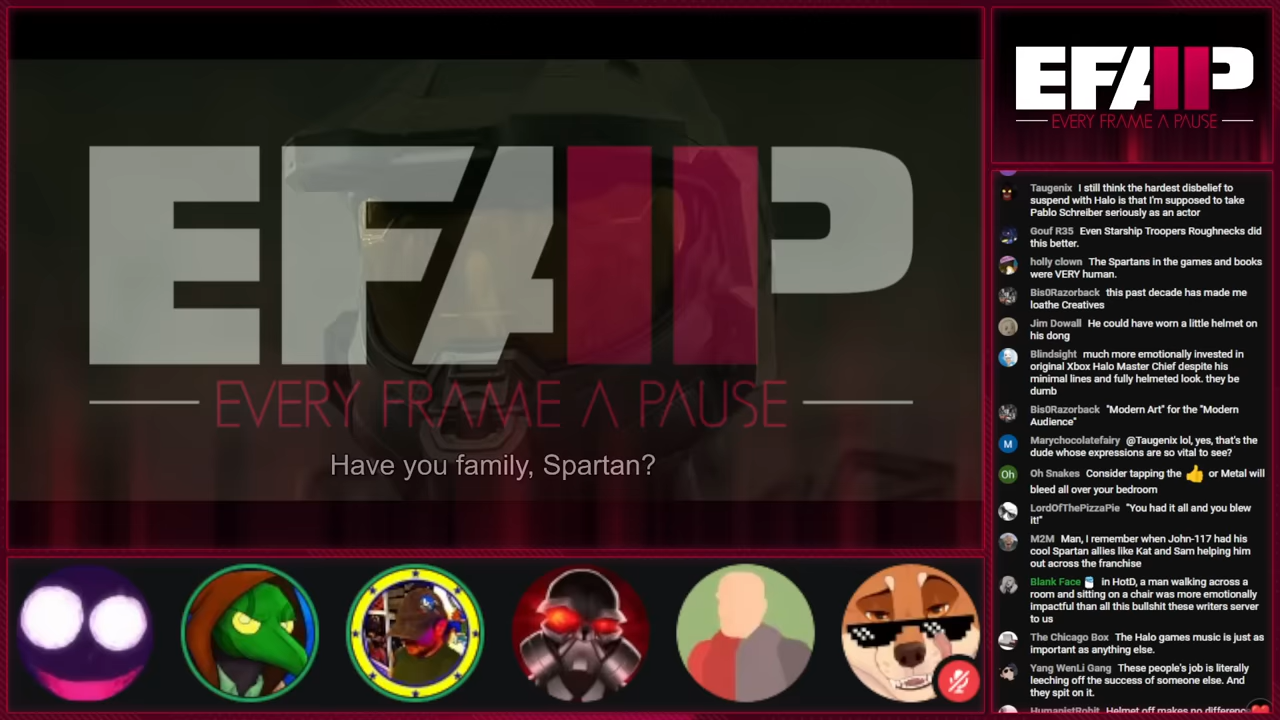 EFAP
EVERY FRAME A PAUSE
Have you family, Spartan?
EFAP
EVERY FRAME A PAUSE
Taugenix I still think the hardest disbelief to
suspend with Halo is that I'm supposed to take
Pablo Schreiber seriously as an actor
Gouf R35 Even Starship Troopers Roughnecks did
this better.
holly clown The Spartans in the games and books
were VERY human.
Bis0Razorback this past decade has made me
loathe Creatives
Jim Dowall He could have worn a little helmet on
his dong
Blindsight much more emotionally invested in
original Xbox Halo Master Chief despite his
minimal lines and fully helmeted look. they be
dumb
Bis0Razorback "Modern Art" for the "Modern
Audience"
M
Marychocolatefairy @Taugenix lol, yes, that's the
dude whose expressions are so vital to see?
Oh
Oh Snakes Consider tapping the 👍 or Metal will
bleed all over your bedroom
LordOfThePizzaPie "You had it all and you blew
it!"
M2M Man, I remember when John-117 had his
cool Spartan allies like Kat and Sam helping him
out across the franchise
Blank Face in HotD, a man walking across a
room and sitting on a chair was more emotionally
impactful than all this bullshit these writers server
to us
The Chicago Box The Halo games music is just as
important as anything else.
Yang WenLi Gang These people's job is literally
leeching off the success of someone else. And
they spit on it.
HumanistRobit Helmet off makes no differenc